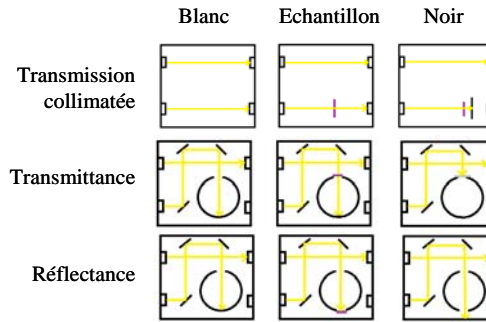 Blanc Echantillon Noir
Transmission
collimatée
Transmittance
Réflectance